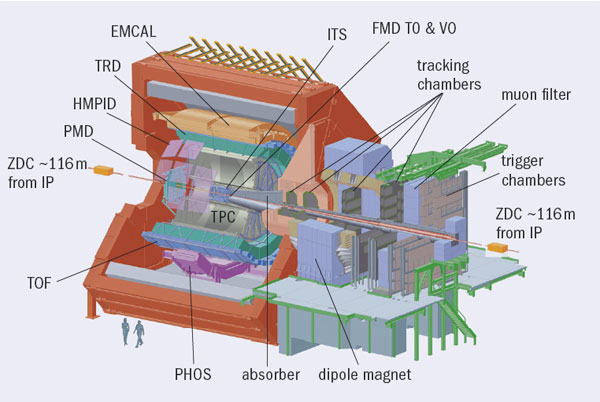 EMCAL
ITS
FMD T0 & V0
TRD
tracking
chambers
HMPID
muon filter
PMD
trigger
chambers
ZDC ~116 m
from IP
TPC
ZDC ~116 m
from IP
TOF
PHOS
absorber
dipole magnet